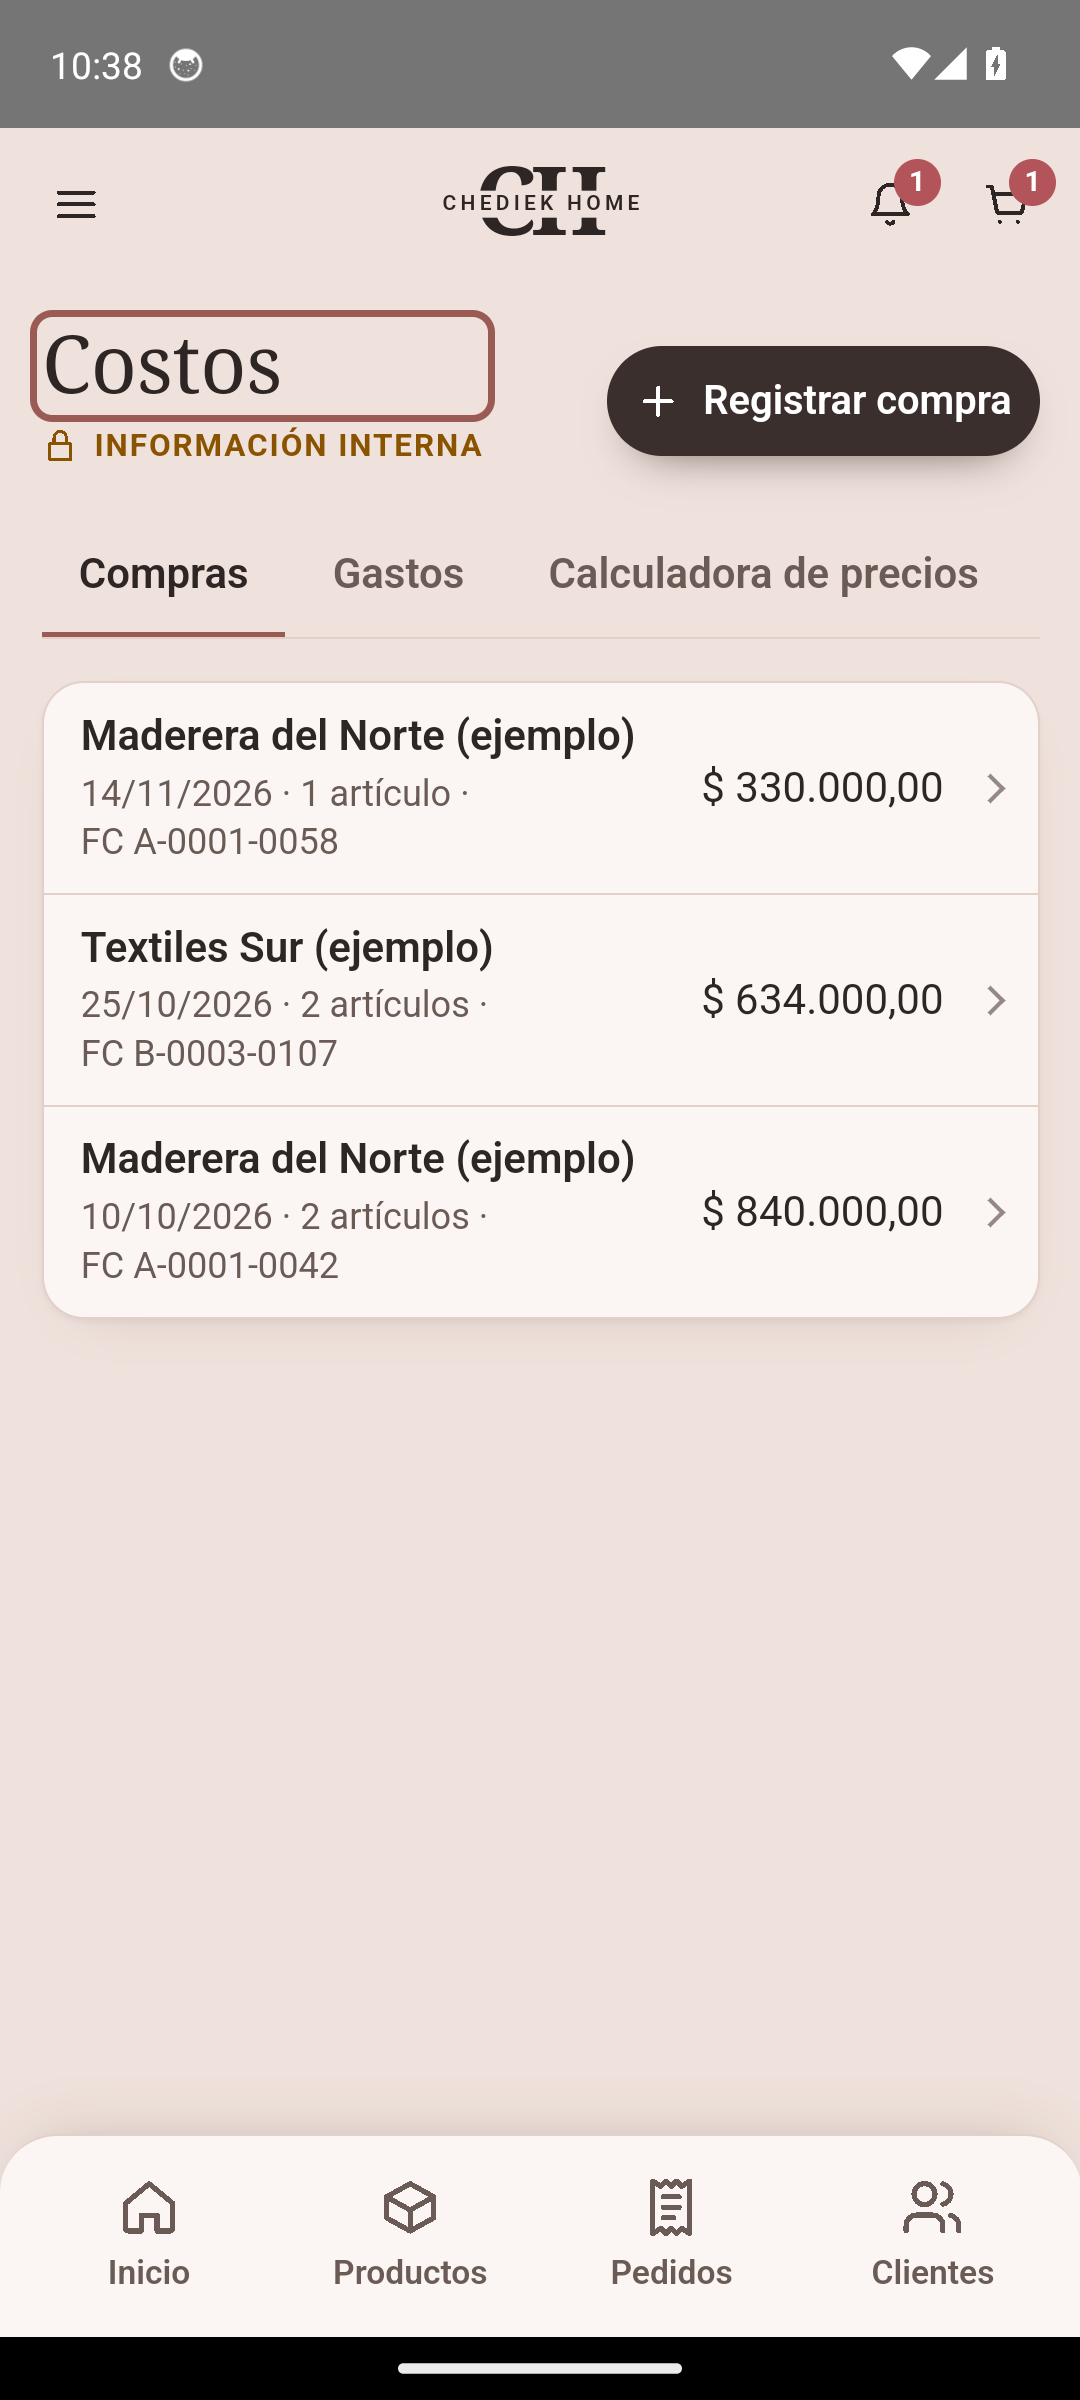 10:38
CH
CHEDIEK HOME
1
1
Costos
INFORMACIÓN INTERNA
Registrar compra
Compras
Gastos
Calculadora de precios
Maderera del Norte (ejemplo)
14/11/2026 · 1 artículo ·
FC A-0001-0058
$ 330.000,00
Textiles Sur (ejemplo)
25/10/2026 · 2 artículos ·
FC B-0003-0107
$ 634.000,00
Maderera del Norte (ejemplo)
10/10/2026 · 2 artículos ·
FC A-0001-0042
$ 840.000,00
Inicio
Productos
Pedidos
Clientes